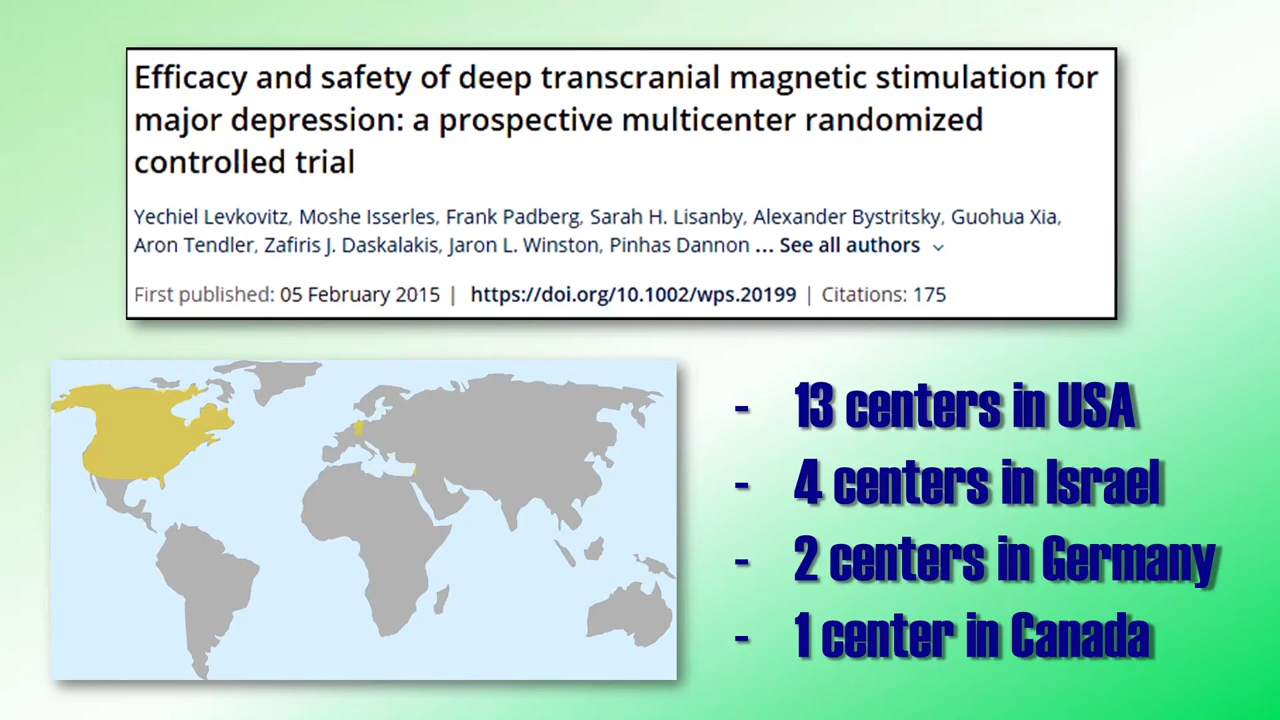 Efficacy and safety of deep transcranial magnetic stimulation for
major depression: a prospective multicenter randomized
controlled trial
Yechiel Levkovitz, Moshe Isserles, Frank Padberg, Sarah H. Lisanby, Alexander Bystritsky, Guohua Xia,
Aron Tendler, Zafiris J. Daskalakis, Jaron L. Winston, Pinhas Dannon ... See all authors
First published: 05 February 2015 | https://doi.org/10.1002/wps.20199 | Citations: 175
- 13 centers in USA
- 4 centers in Israel
- 2 centers in Germany
- 1 center in Canada